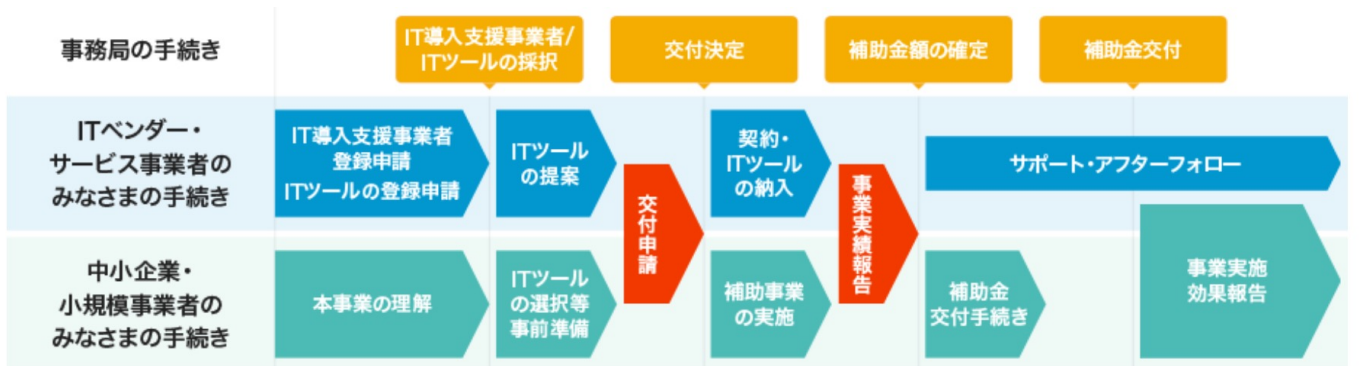 事務局の手続き
IT導入支援事業者/
ITツールの採択
交付決定
補助金額の確定
補助金交付
ITベンダー・
サービス事業者の
みなさまの手続き
IT導入支援事業者
登録申請
ITツールの登録申請
ITツール
の提案
交付申請
契約・
ITツール
の納入
事業実績報告
サポート・アフターフォロー
中小企業・
小規模事業者の
みなさまの手続き
本事業の理解
ITツール
の選択等
事前準備
補助事業
の実施
補助金
交付手続き
事業実施
効果報告